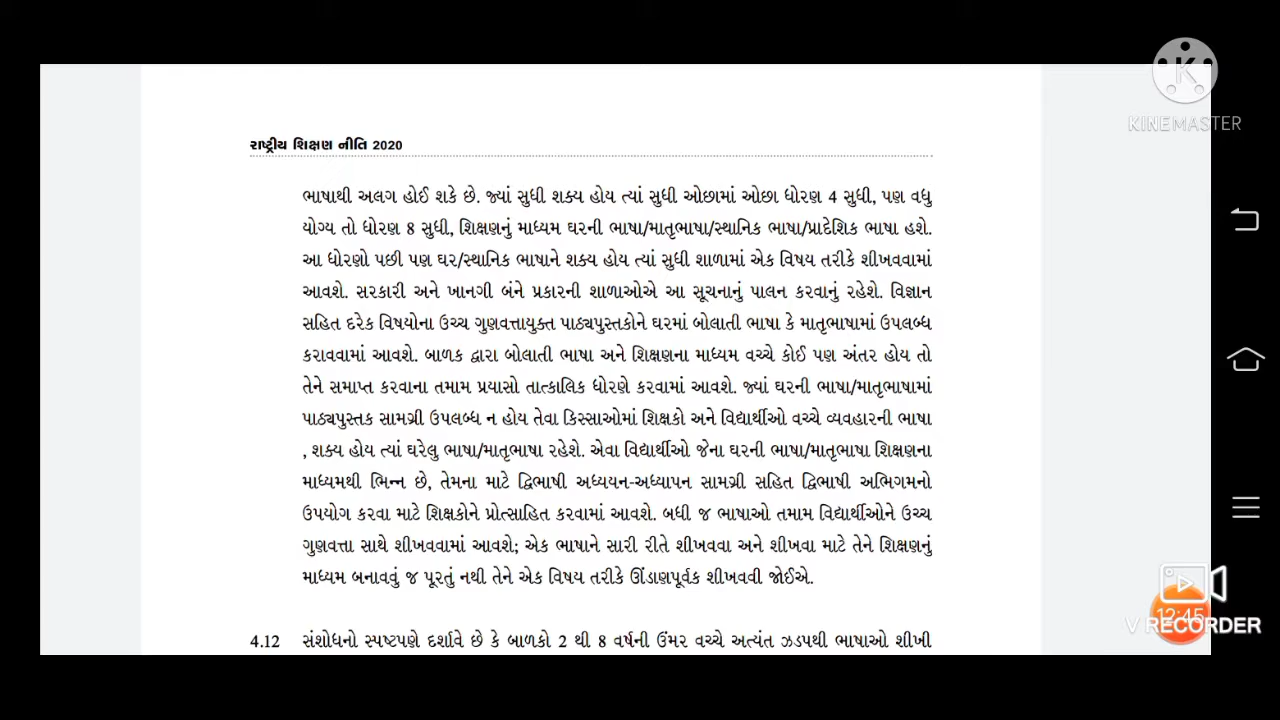 KINEMASTER
રાષ્ટ્રીય શિક્ષણ નીતિ 2020
ભાષાથી અલગ હોઈ શકે છે. જ્યાં સુધી શક્ય હોય ત્યાં સુધી ઓછામાં ઓછા ધોરણ 4 સુધી, પણ વધુ
યોગ્ય તો ધોરણ 8 સુધી, શિક્ષણનું માધ્યમ ઘરની ભાષા/માતૃભાષા/સ્થાનિક ભાષા/પ્રાદેશિક ભાષા હશે.
આ ધોરણો પછી પણ ઘર/સ્થાનિક ભાષાને શક્ય હોય ત્યાં સુધી શાળામાં એક વિષય તરીકે શીખવવામાં
આવશે. સરકારી અને ખાનગી બંને પ્રકારની શાળાઓએ આ સૂચનાનું પાલન કરવાનું રહેશે. વિજ્ઞાન
સહિત દરેક વિષયોના ઉચ્ચ ગુણવત્તાયુક્ત પાઠ્યપુસ્તકોને ઘરમાં બોલાતી ભાષા કે માતૃભાષામાં ઉપલબ્ધ
કરાવવામાં આવશે. બાળક દ્વારા બોલાતી ભાષા અને શિક્ષણના માધ્યમ વચ્ચે કોઈ પણ અંતર હોય તો
તેને સમાપ્ત કરવાના તમામ પ્રયાસો તાત્કાલિક ધોરણે કરવામાં આવશે. જ્યાં ઘરની ભાષા/માતૃભાષામાં
પાઠ્યપુસ્તક સામગ્રી ઉપલબ્ધ ન હોય તેવા કિસ્સાઓમાં શિક્ષકો અને વિદ્યાર્થીઓ વચ્ચે વ્યવહારની ભાષા
, શક્ય હોય ત્યાં ઘરેલુ ભાષા/માતૃભાષા રહેશે. એવા વિદ્યાર્થીઓ જેના ઘરની ભાષા/માતૃભાષા શિક્ષણના
માધ્યમથી ભિન્ન છે, તેમના માટે દ્વિભાષી અધ્યયન-અધ્યાપન સામગ્રી સહિત દ્વિભાષી અભિગમનો
ઉપયોગ કરવા માટે શિક્ષકોને પ્રોત્સાહિત કરવામાં આવશે. બધી જ ભાષાઓ તમામ વિદ્યાર્થીઓને ઉચ્ચ
ગુણવત્તા સાથે શીખવવામાં આવશે; એક ભાષાને સારી રીતે શીખવવા અને શીખવા માટે તેને શિક્ષણનું
માધ્યમ બનાવવું જ પૂરતું નથી તેને એક વિષય તરીકે ઊંડાણપૂર્વક શીખવવી જોઈએ.
12:45
V RECORDER
4.12 સંશોધનો સ્પષ્ટપણે દર્શાવે છે કે બાળકો 2 થી 8 વર્ષની ઉંમર વચ્ચે અત્યંત ઝડપથી ભાષાઓ શીખી